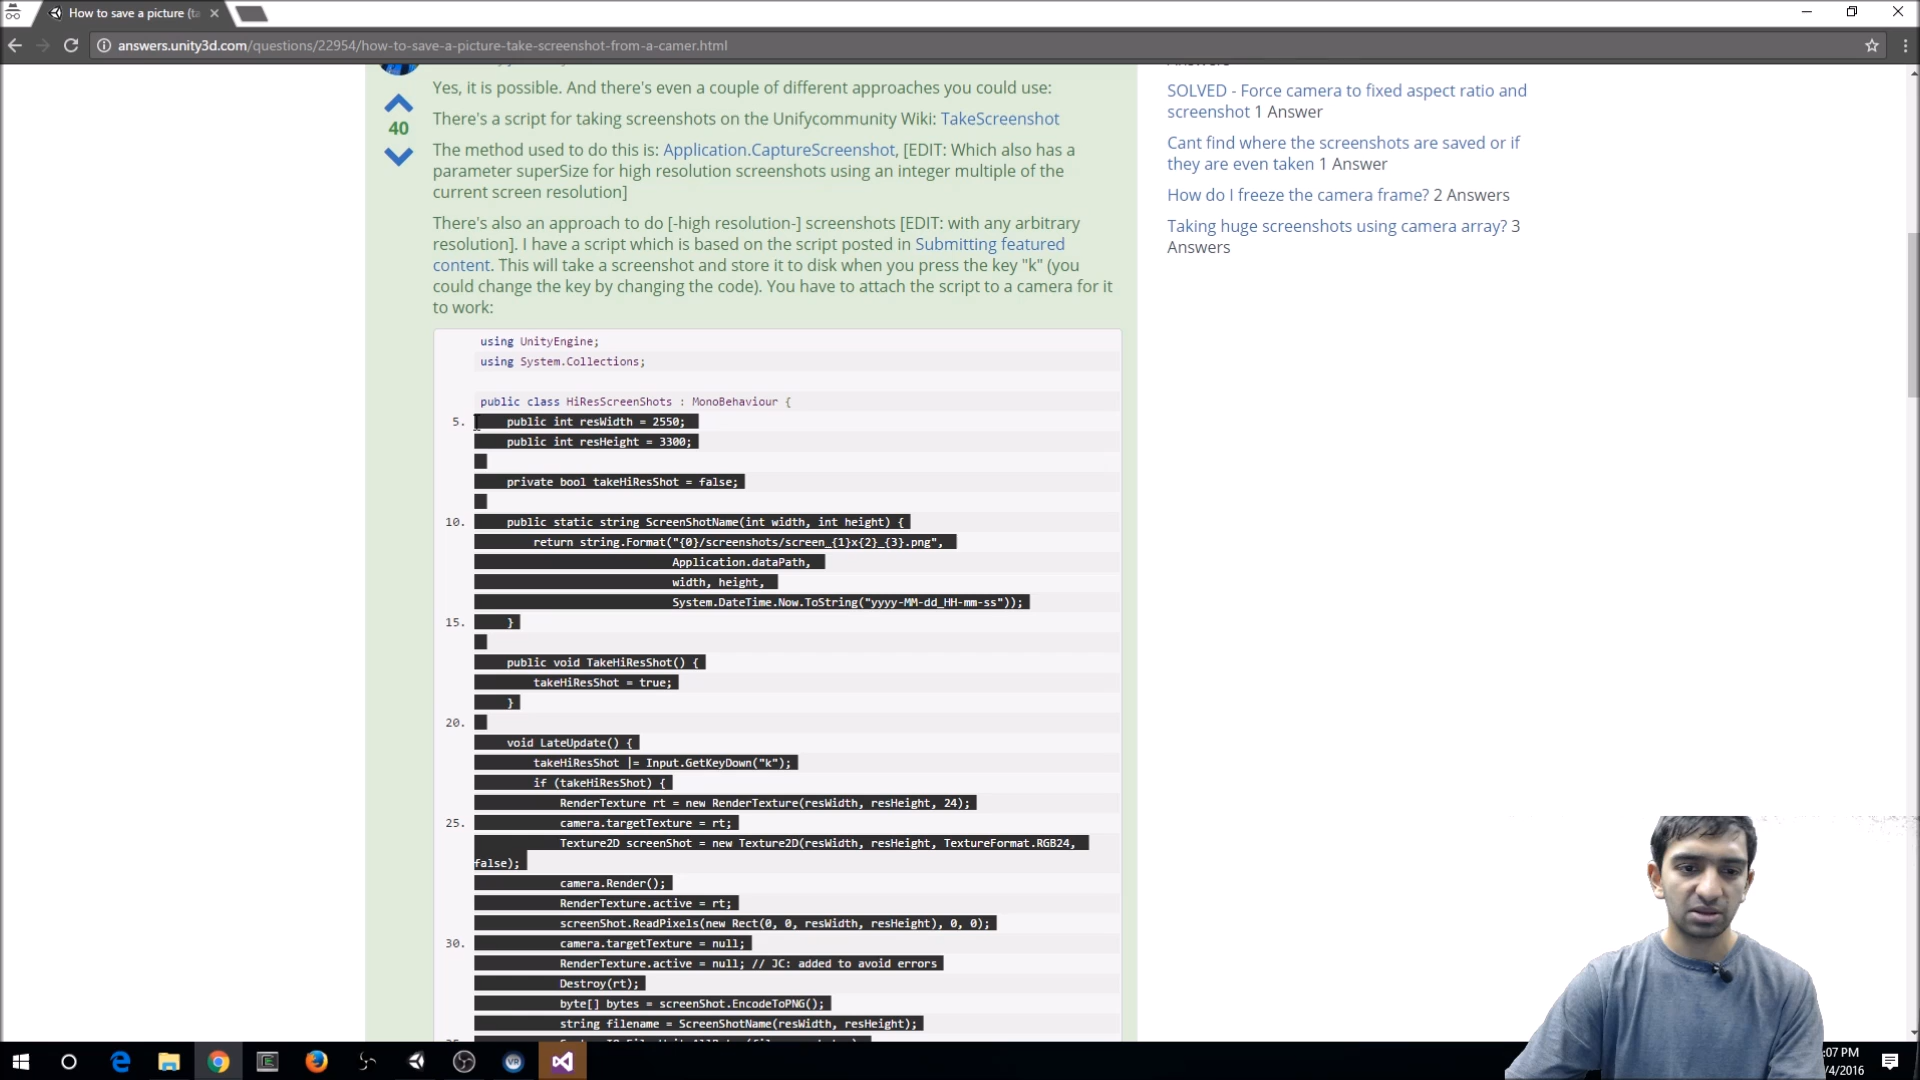 How to save a picture (ta
answers.unity3d.com/questions/22954/how-to-save-a-picture-take-screenshot-from-a-camer.html
Yes, it is possible. And there's even a couple of different approaches you could use:
40
There's a script for taking screenshots on the Unifycommunity Wiki: TakeScreenshot
The method used to do this is: Application.CaptureScreenshot, [EDIT: Which also has a
parameter superSize for high resolution screenshots using an integer multiple of the
current screen resolution]
There's also an approach to do [-high resolution-] screenshots [EDIT: with any arbitrary
resolution]. I have a script which is based on the script posted in Submitting featured
content. This will take a screenshot and store it to disk when you press the key "k" (you
could change the key by changing the code). You have to attach the script to a camera for it
to work:
using UnityEngine;
using System.Collections;
public class HiResScreenShots : MonoBehaviour {
5. public int resWidth = 2550;
public int resHeight = 3300;
private bool takeHiResShot = false;
10. public static string ScreenShotName(int width, int height) {
return string.Format("{0}/screenshots/screen_{1}x{2}_{3}.png",
Application.dataPath,
width, height,
System.DateTime.Now.ToString("yyyy-MM-dd_HH-mm-ss"));
15. }
public void TakeHiResShot() {
takeHiResShot = true;
}
20.
void LateUpdate() {
takeHiResShot |= Input.GetKeyDown("k");
if (takeHiResShot) {
RenderTexture rt = new RenderTexture(resWidth, resHeight, 24);
25. camera.targetTexture = rt;
Texture2D screenShot = new Texture2D(resWidth, resHeight, TextureFormat.RGB24,
false);
camera.Render();
RenderTexture.active = rt;
screenShot.ReadPixels(new Rect(0, 0, resWidth, resHeight), 0, 0);
30. camera.targetTexture = null;
RenderTexture.active = null; // JC: added to avoid errors
Destroy(rt);
byte[] bytes = screenShot.EncodeToPNG();
string filename = ScreenShotName(resWidth, resHeight);
SOLVED - Force camera to fixed aspect ratio and
screenshot 1 Answer
Cant find where the screenshots are saved or if
they are even taken 1 Answer
How do I freeze the camera frame? 2 Answers
Taking huge screenshots using camera array? 3
Answers
:07 PM
/4/2016